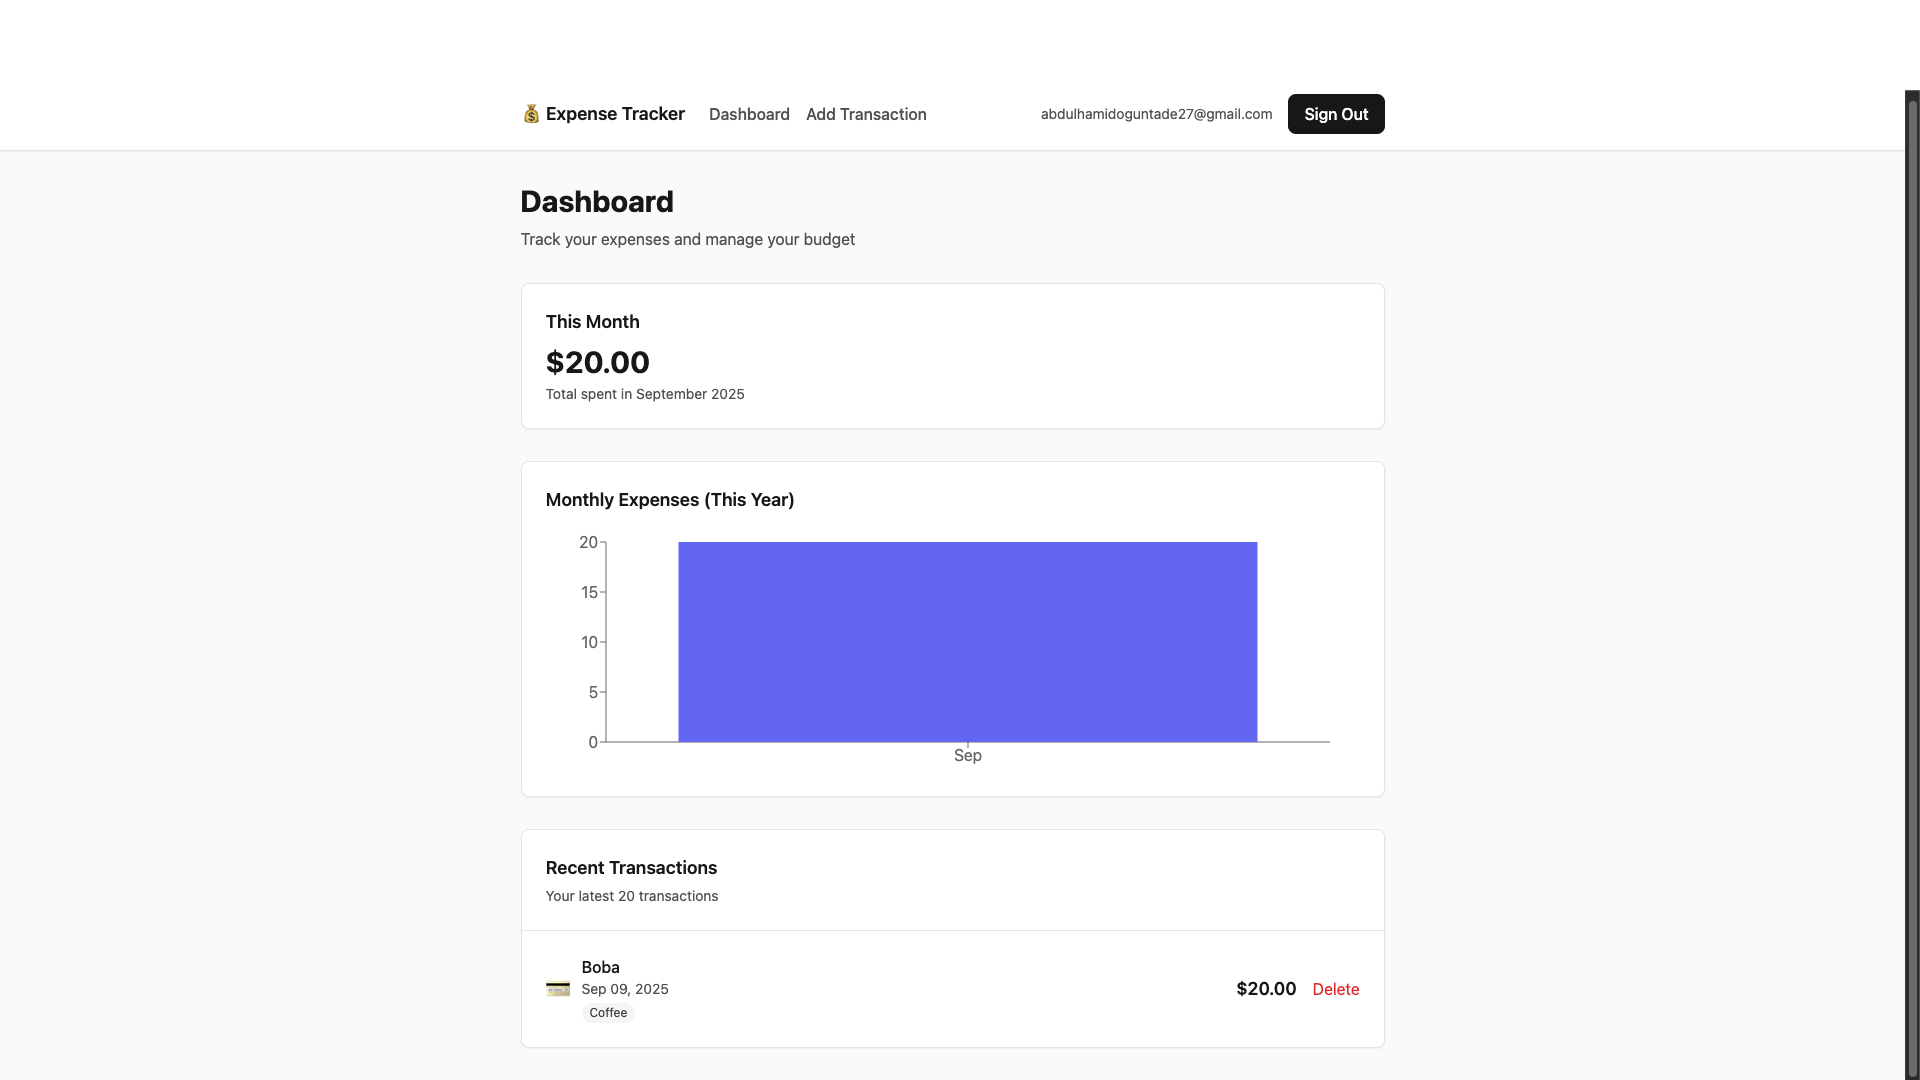 Expense Tracker Dashboard Add Transaction abdulhamidoguntade27@gmail.com Sign Out
Dashboard
Track your expenses and manage your budget
This Month
$20.00
Total spent in September 2025
Monthly Expenses (This Year)
20
15
10
5
0
Sep
Recent Transactions
Your latest 20 transactions
Boba
Sep 09, 2025
Coffee
$20.00 Delete